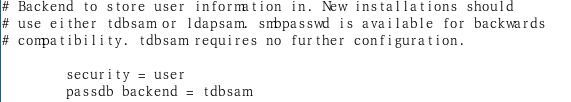 # Backend to store user information in. New installations should
# use either tdbsam or ldapsam. smbpasswd is available for backwards
# compatibility. tdbsam requires no further configuration.
security = user
passdb backend = tdbsam